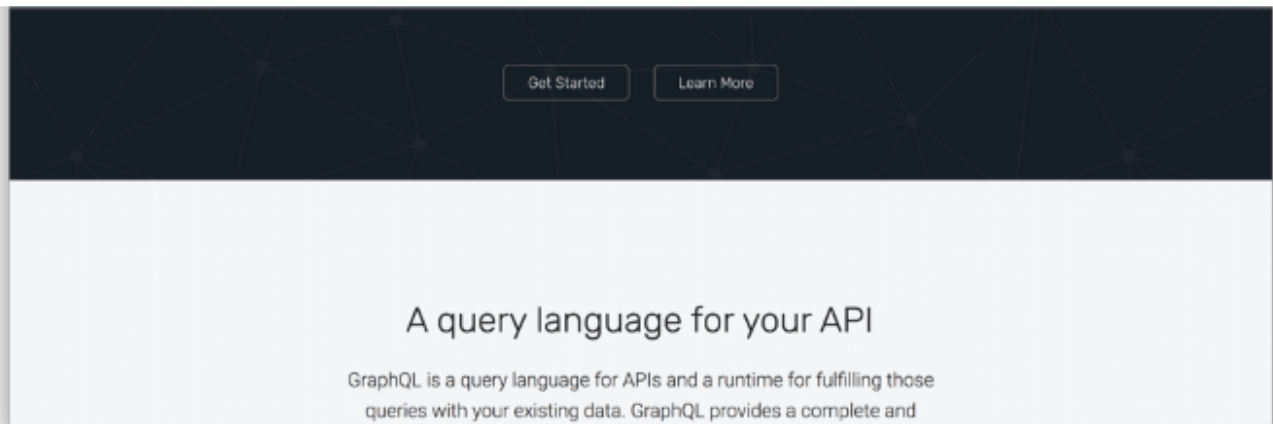 Get Started Learn More
A query language for your API
GraphQL is a query language for APIs and a runtime for fulfilling those
queries with your existing data. GraphQL provides a complete and